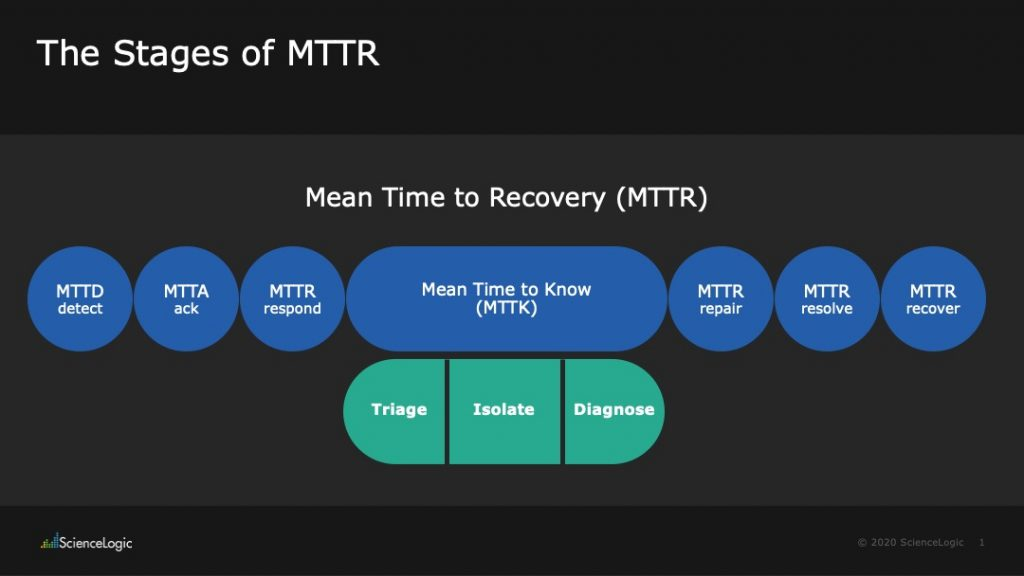 The Stages of MTTR
Mean Time to Recovery (MTTR)
MTTD
detect
MTTA
ack
MTTR
respond
Mean Time to Know
(MTTK)
MTTR
repair
MTTR
resolve
MTTR
recover
Triage
Isolate
Diagnose
ScienceLogic
© 2020 ScienceLogic 1